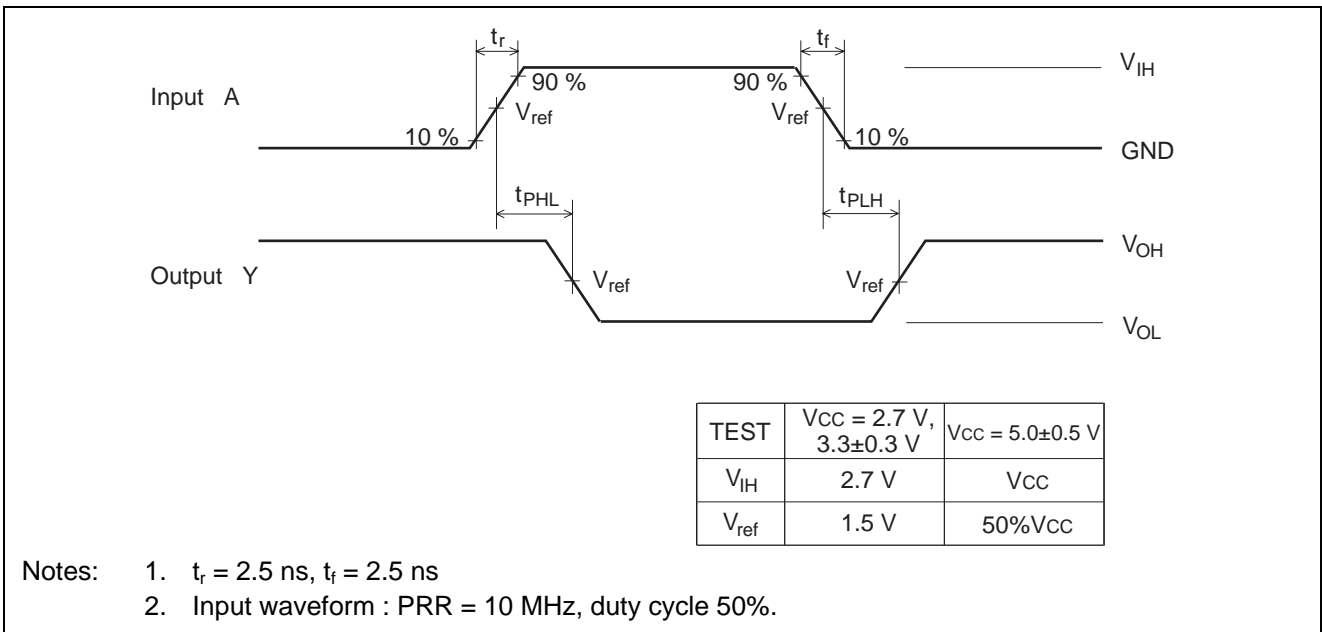 tr tf
VIH
90 % 90 %
Input A
Vref Vref
10 % 10 %
GND
tPHL tPLH
VOH
Output Y
Vref Vref
VOL
TEST VCC = 2.7 V, 3.3±0.3 V VCC = 5.0±0.5 V
VIH 2.7 V VCC
Vref 1.5 V 50%VCC
Notes: 1. tr = 2.5 ns, tf = 2.5 ns
2. Input waveform : PRR = 10 MHz, duty cycle 50%.